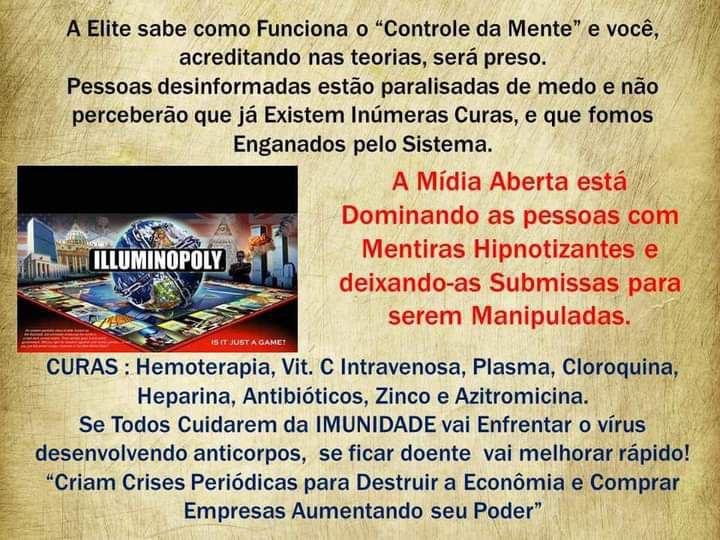 A Elite sabe como Funciona o “Controle da Mente” e você,
acreditando nas teorias, será preso.
Pessoas desinformadas estão paralisadas de medo e não
perceberão que já Existem Inúmeras Curas, e que fomos
Enganados pelo Sistema.
A Mídia Aberta está
Dominando as pessoas com
Mentiras Hipnotizantes e
deixando-as Submissas para
serem Manipuladas.
ILLUMINOPOLY
IS IT JUST A GAME?
CURAS : Hemoterapia, Vit. C Intravenosa, Plasma, Cloroquina,
Heparina, Antibióticos, Zinco e Azitromicina.
Se Todos Cuidarem da IMUNIDADE vai Enfrentar o vírus
desenvolvendo anticorpos, se ficar doente vai melhorar rápido!
“Criam Crises Periódicas para Destruir a Econômia e Comprar
Empresas Aumentando seu Poder”